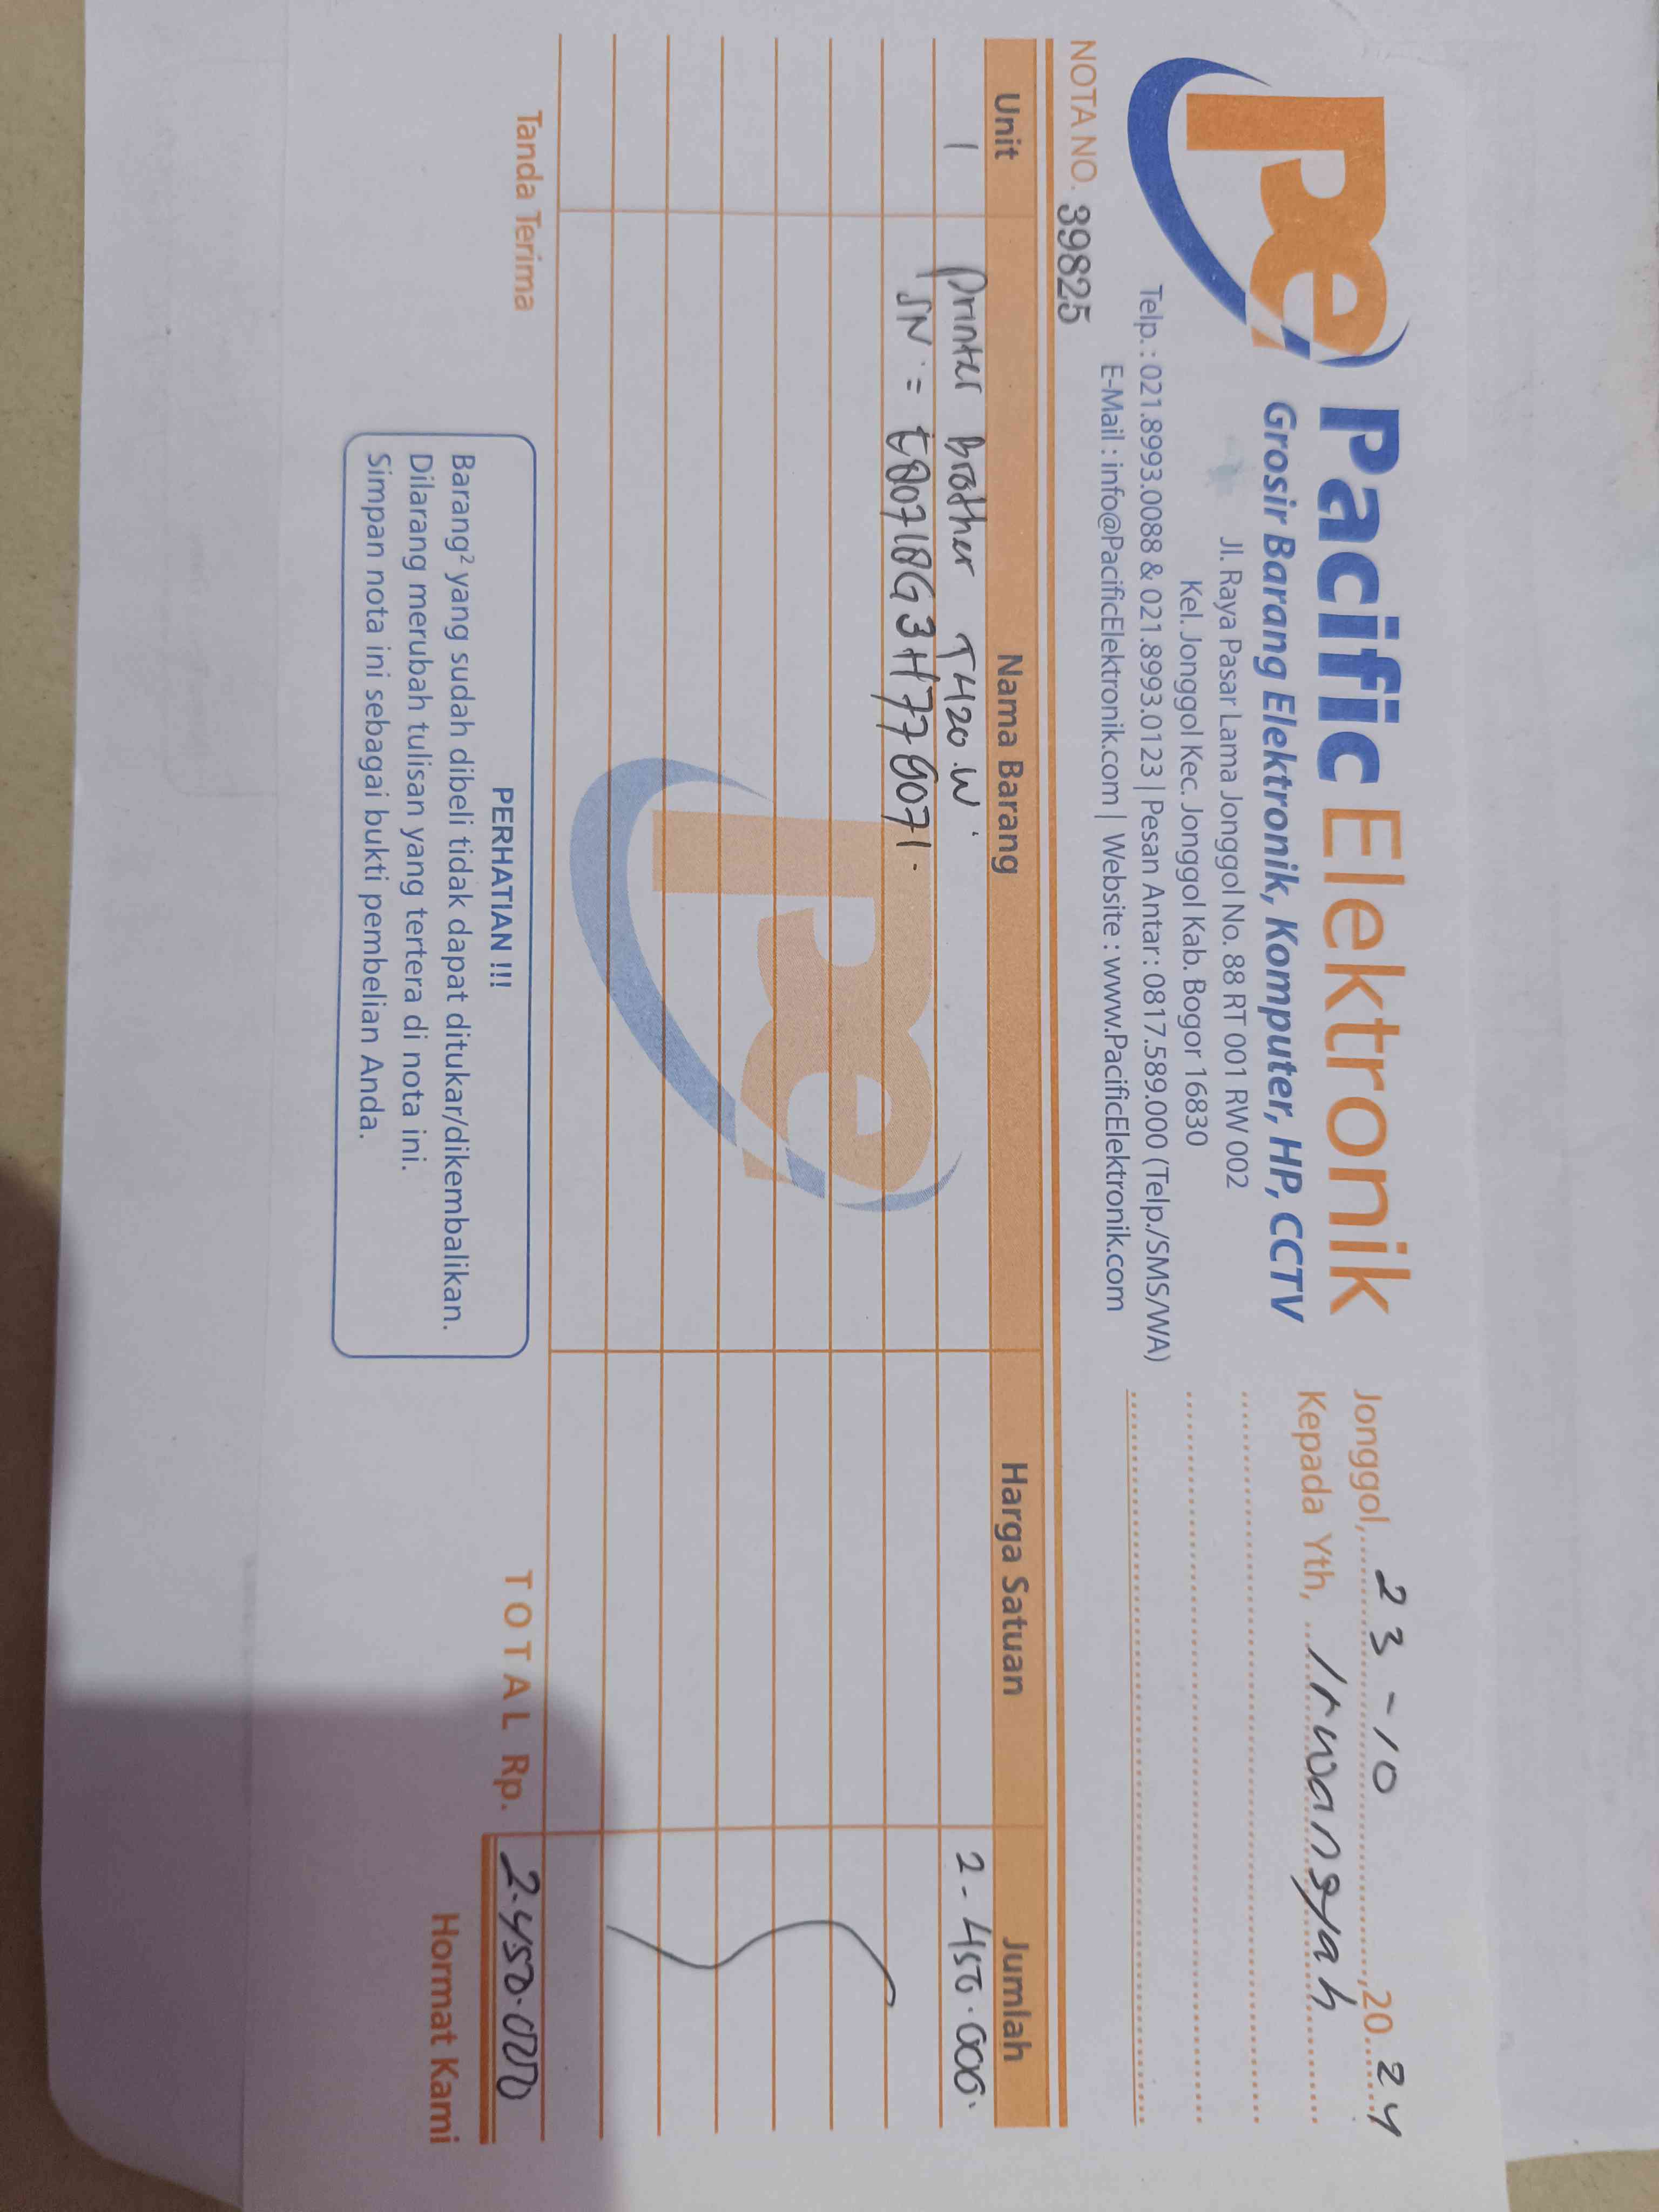 pe Pacific Elektronik
Grosir Barang Elektronik, Komputer, HP, CCTV
Jl. Raya Pasar Lama Jonggol No. 88 RT 001 RW 002
Kel. Jonggol Kec. Jonggol Kab. Bogor 16830
Telp. : 021.8993.0088 & 021.8993.0123 | Pesan Antar : 0817.589.000 (Telp./SMS/WA)
E-Mail : info@PacificElektronik.com | Website : www.PacificElektronik.com
Jonggol, 23-10 2024
Kepada Yth, Irwansyah
NOTA NO. 39825
Unit Nama Barang Harga Satuan Jumlah
1 Printer Brother T420.W 2-450.000.
SN :=
pe
TOTAL Rp. 2.450.000
Tanda Terima
Hormat Kami
PERHATIAN !!!
Barang² yang sudah dibeli tidak dapat ditukar/dikembalikan.
Dilarang merubah tulisan yang tertera di nota ini.
Simpan nota ini sebagai bukti pembelian Anda.